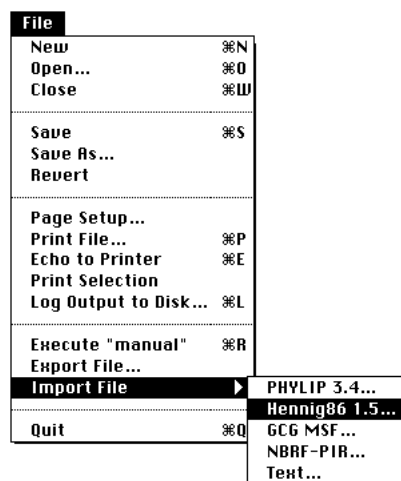 File
New ⌘N
Open... ⌘O
Close ⌘W
Save ⌘S
Save As...
Revert
Page Setup...
Print File... ⌘P
Echo to Printer ⌘E
Print Selection
Log Output to Disk... ⌘L
Execute "manual" ⌘R
Export File...
Import File
PHYLIP 3.4...
Hennig86 1.5...
Quit ⌘Q
GCG MSF...
NBRF-PIR...
Text...